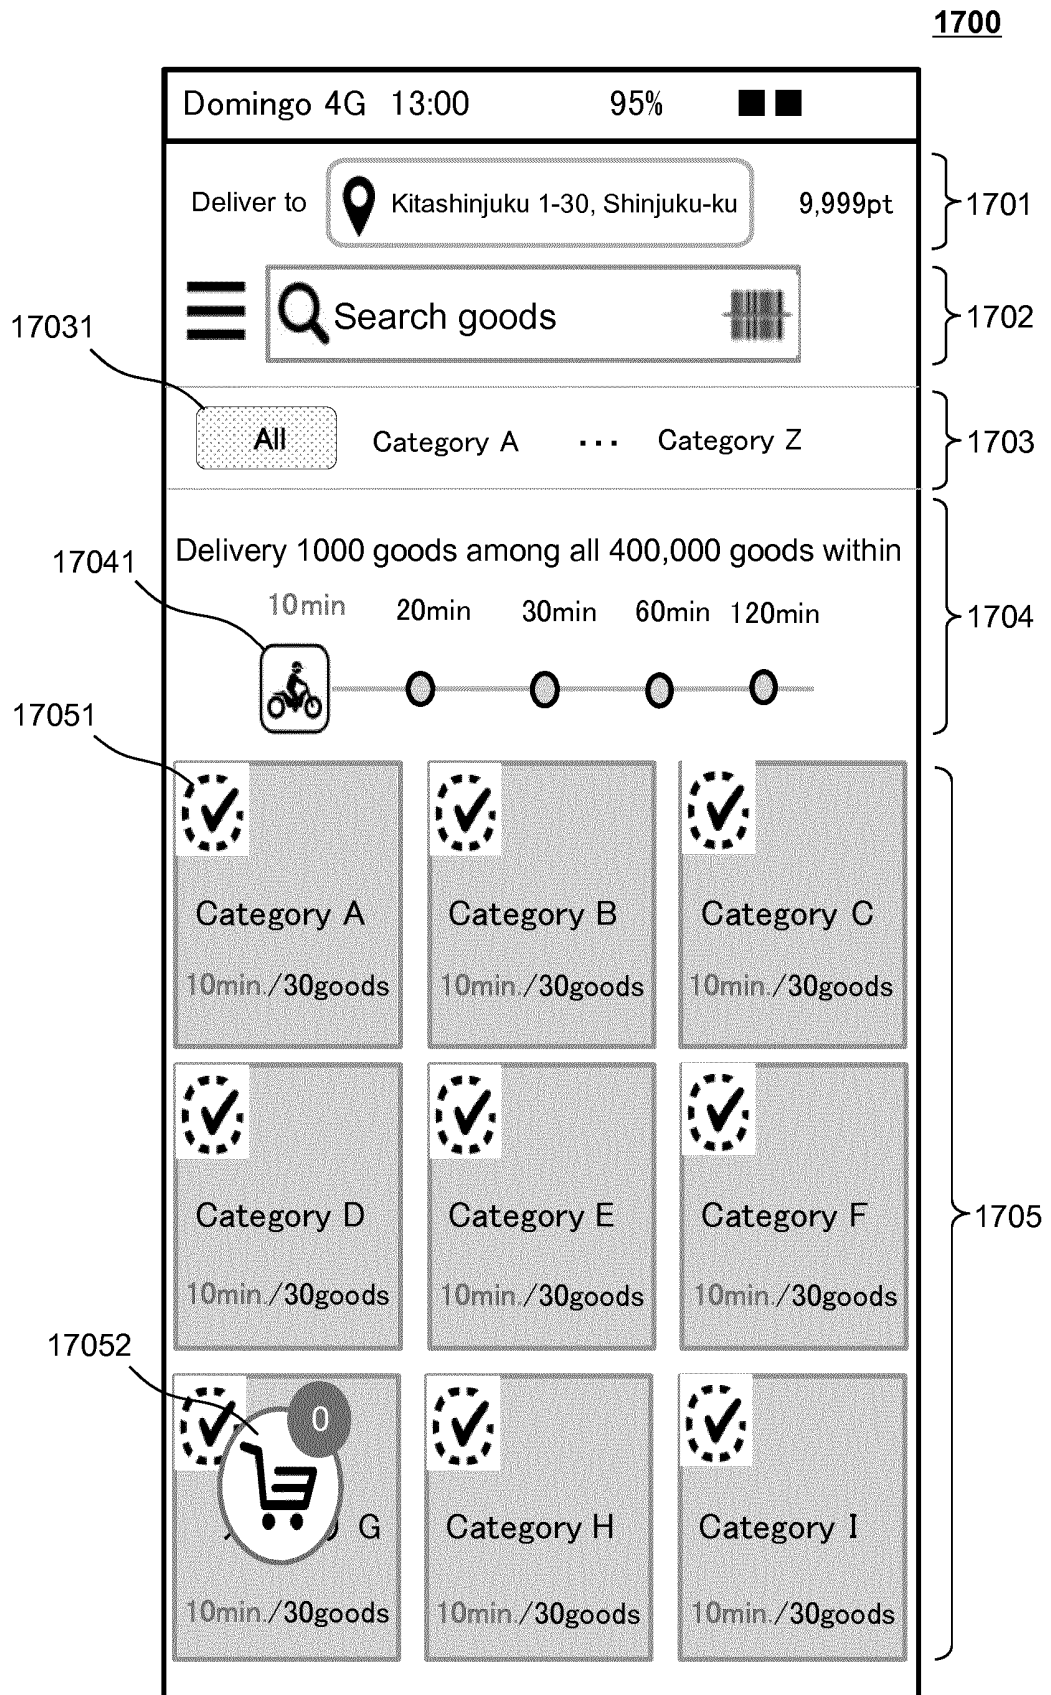 1700
Domingo 4G 13:00 95%
Deliver to Kitashinjuku 1-30, Shinjuku-ku 9,999pt
1701
Search goods
1702
17031
All Category A ... Category Z
1703
Delivery 1000 goods among all 400,000 goods within
17041
10min 20min 30min 60min 120min
1704
17051
Category A Category B Category C
10min./30goods 10min./30goods 10min./30goods
Category D Category E Category F
1705
10min./30goods 10min./30goods 10min./30goods
17052
0
G Category H Category I
10min./30goods 10min./30goods 10min./30goods